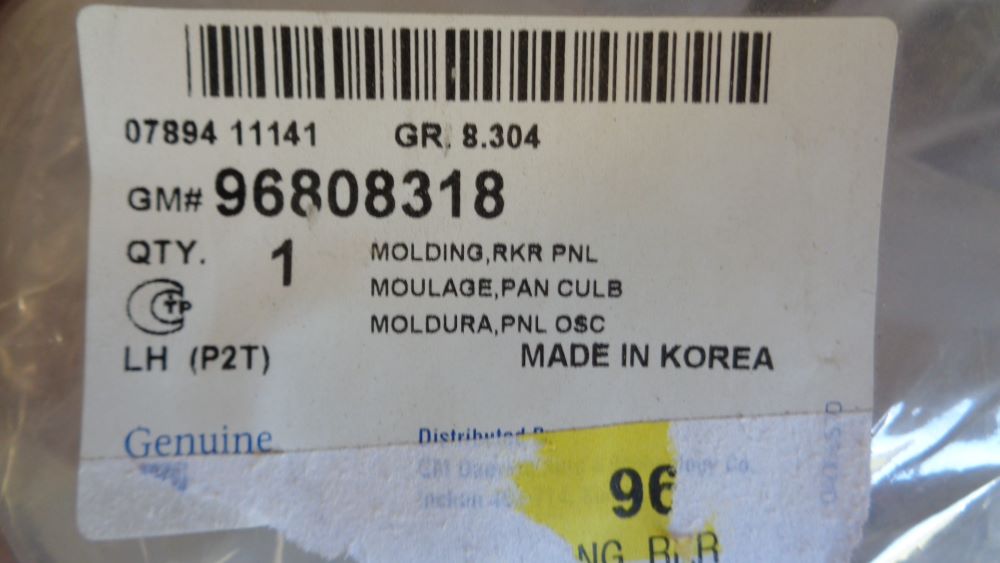 07894 11141 GR. 8.304
GM# 96808318
QTY. 1 MOLDING,RKR PNL
MOULAGE,PAN CULB
MOLDURA,PNL O$C
LH (P2T) MADE IN KOREA
Genuine Distributed
96